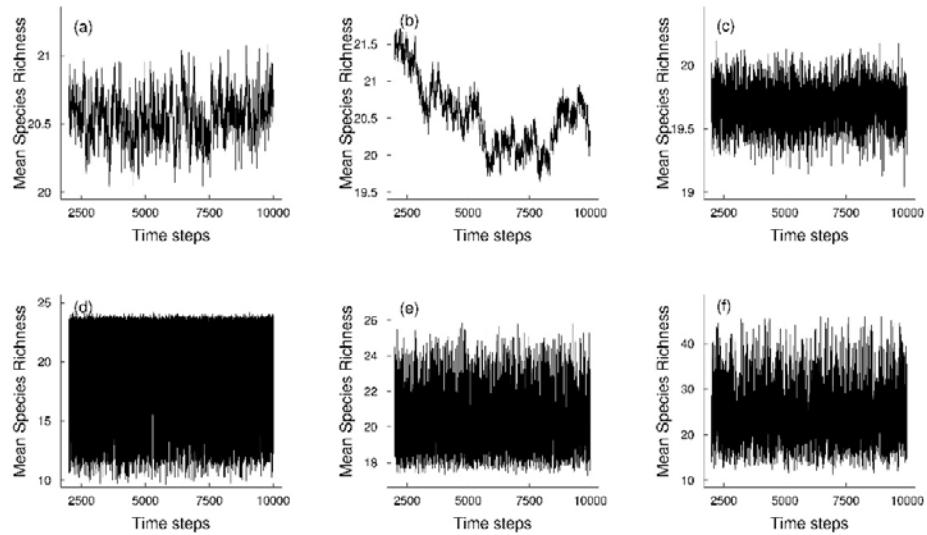 (a)
Mean Species Richness
21
20.5
20
2500 5000 7500 10000
Time steps
(b)
Mean Species Richness
21.5
21
20.5
20
19.5
2500 5000 7500 10000
Time steps
(c)
Mean Species Richness
20
19.5
19
2500 5000 7500 10000
Time steps
(d)
Mean Species Richness
25
20
15
10
2500 5000 7500 10000
Time steps
(e)
Mean Species Richness
26
24
22
20
18
2500 5000 7500 10000
Time steps
(f)
Mean Species Richness
40
30
20
10
2500 5000 7500 10000
Time steps